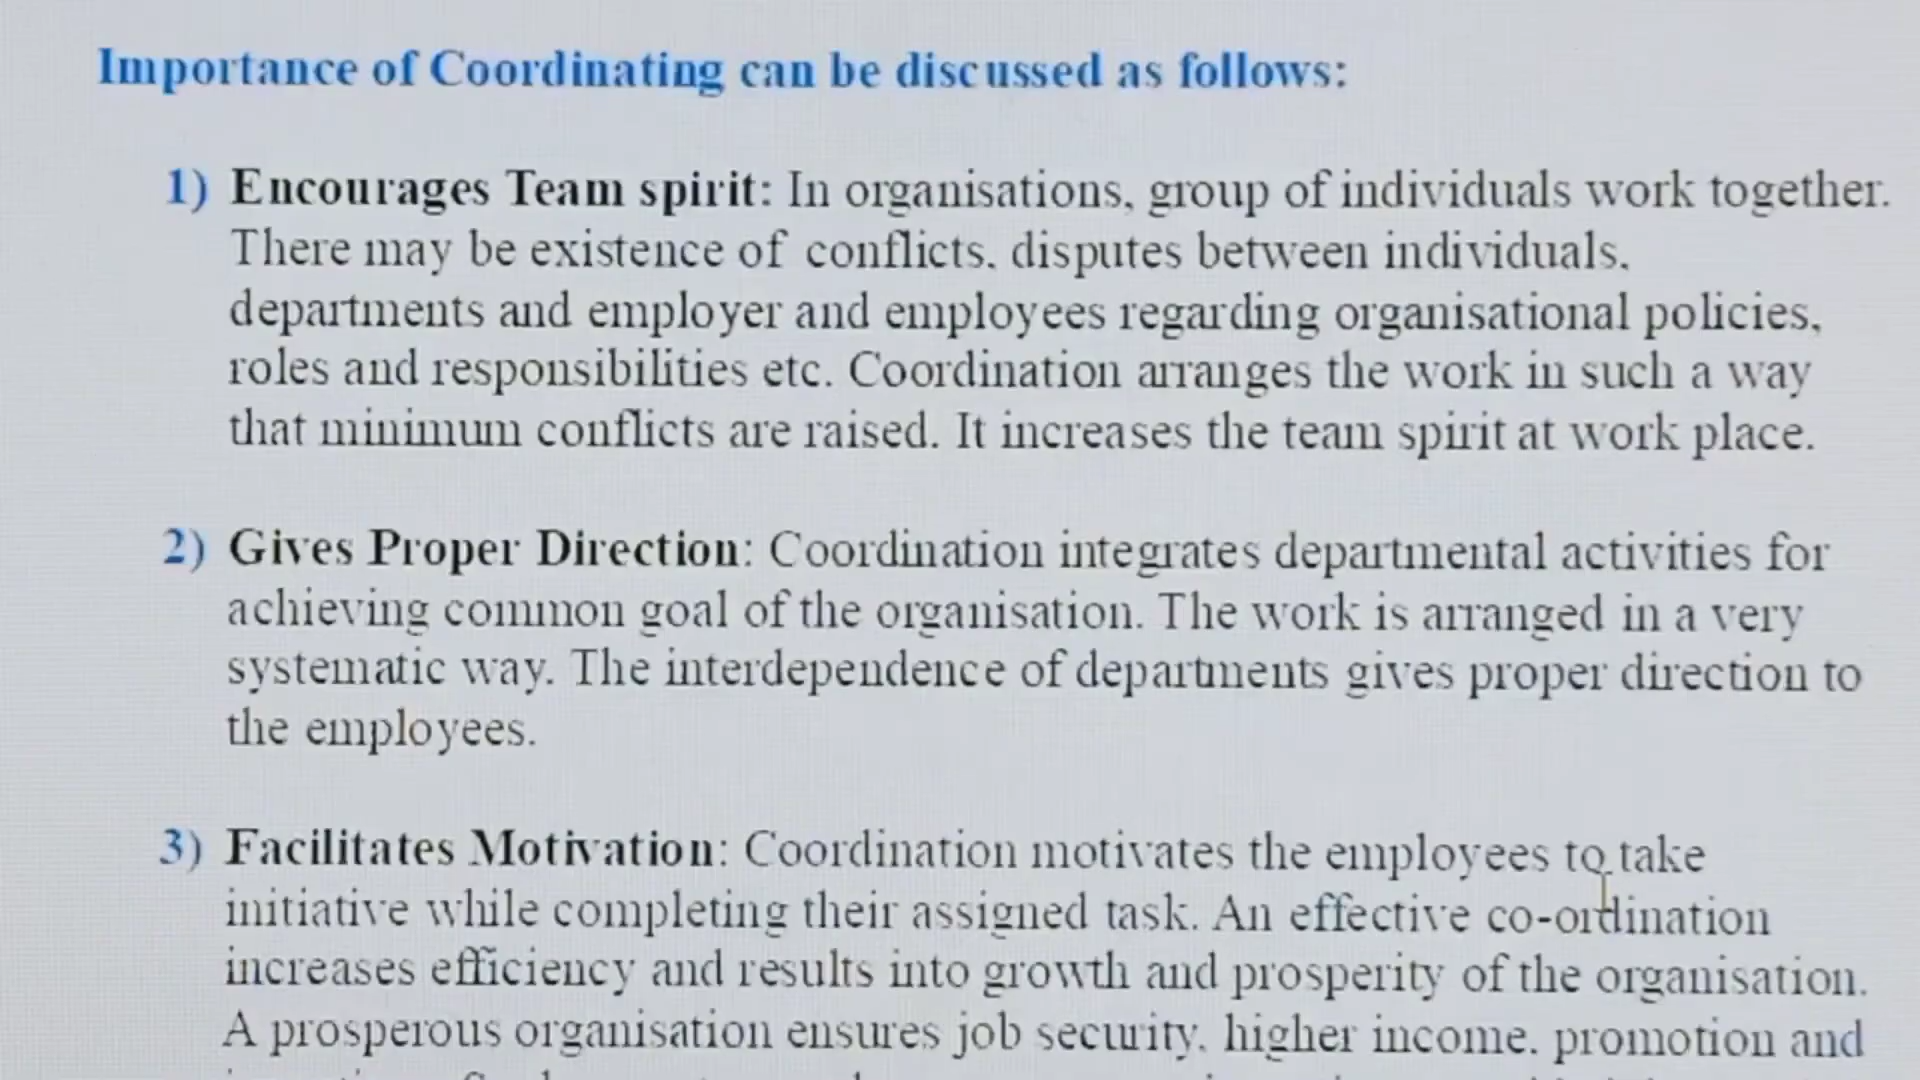 Importance of Coordinating can be discussed as follows:
1) Encourages Team spirit: In organisations, group of individuals work together.
There may be existence of conflicts, disputes between individuals,
departments and employer and employees regarding organisational policies,
roles and responsibilities etc. Coordination arranges the work in such a way
that minimum conflicts are raised. It increases the team spirit at work place.
2) Gives Proper Direction: Coordination integrates departmental activities for
achieving common goal of the organisation. The work is arranged in a very
systematic way. The interdependence of departments gives proper direction to
the employees.
3) Facilitates Motivation: Coordination motivates the employees to take
initiative while completing their assigned task. An effective co-ordination
increases efficiency and results into growth and prosperity of the organisation.
A prosperous organisation ensures job security, higher income, promotion and